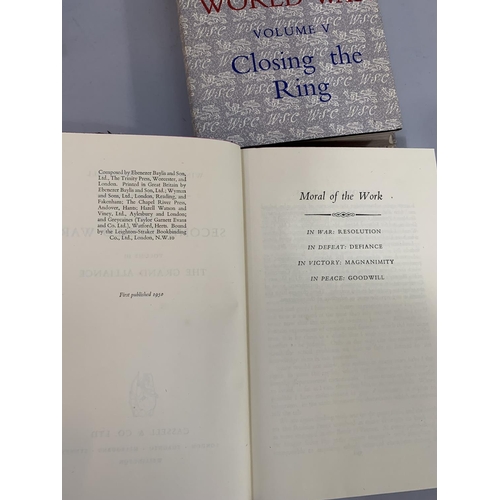 WORLD WAR
VOLUME V
Closing the
Ring
Composed by Ebenezer Baylis and Son,
Ltd., The Trinity Press, Worcester, and
London. Printed in Great Britain by
Ebenezer Baylis and Son, Ltd.; Wyman
and Sons, Ltd., London, Reading, and
Fakenham; The Chapel River Press,
Andover, Hants; Hazell Watson and
Viney, Ltd., Aylesbury and London;
and Greycaines (Taylor Garnett Evans
and Co. Ltd.), Watford, Herts. Bound
by the Leighton-Straker Bookbinding
Co., Ltd., London, N.W.10
First published 1950
Moral of the Work
IN WAR: RESOLUTION
IN DEFEAT: DEFIANCE
IN VICTORY: MAGNANIMITY
IN PEACE: GOODWILL